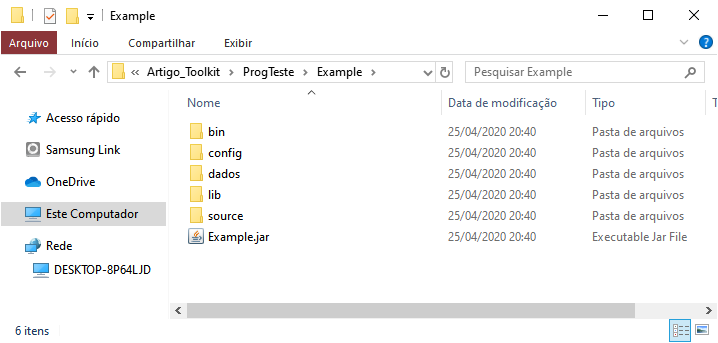 Example
Arquivo Início Compartilhar Exibir
Artigo_Toolkit ProgTeste Example Pesquisar Example
Nome Data de modificação Tipo T
Acesso rápido
Samsung Link
OneDrive
Este Computador
Rede
DESKTOP-8P64LJD
bin 25/04/2020 20:40 Pasta de arquivos
config 25/04/2020 20:40 Pasta de arquivos
dados 25/04/2020 20:40 Pasta de arquivos
lib 25/04/2020 20:40 Pasta de arquivos
source 25/04/2020 20:40 Pasta de arquivos
Example.jar 25/04/2020 20:40 Executable Jar File
6 itens